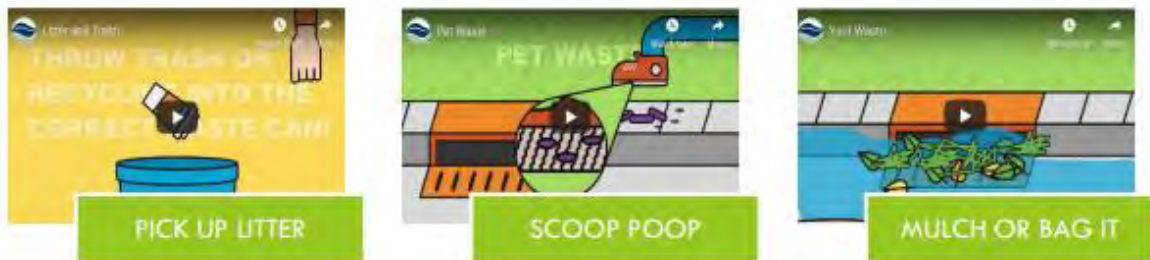 Litter and Trash
THROW TRASH OR
RECYCLING INTO THE
CORRECT WASTE CAN!
PICK UP LITTER
Pet Waste
PET WASTE
SCOOP POOP
Yard Waste
MULCH OR BAG IT